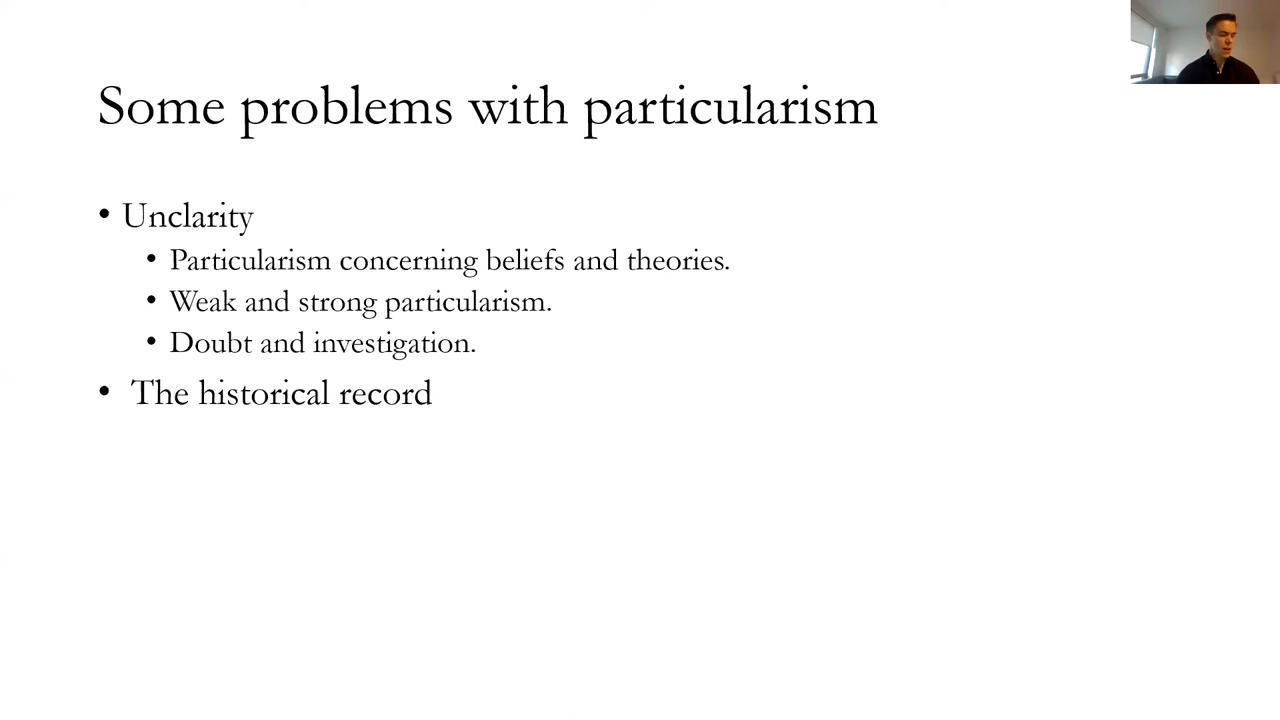 Some problems with particularism
• Unclarity
• Particularism concerning beliefs and theories.
• Weak and strong particularism.
• Doubt and investigation.
• The historical record